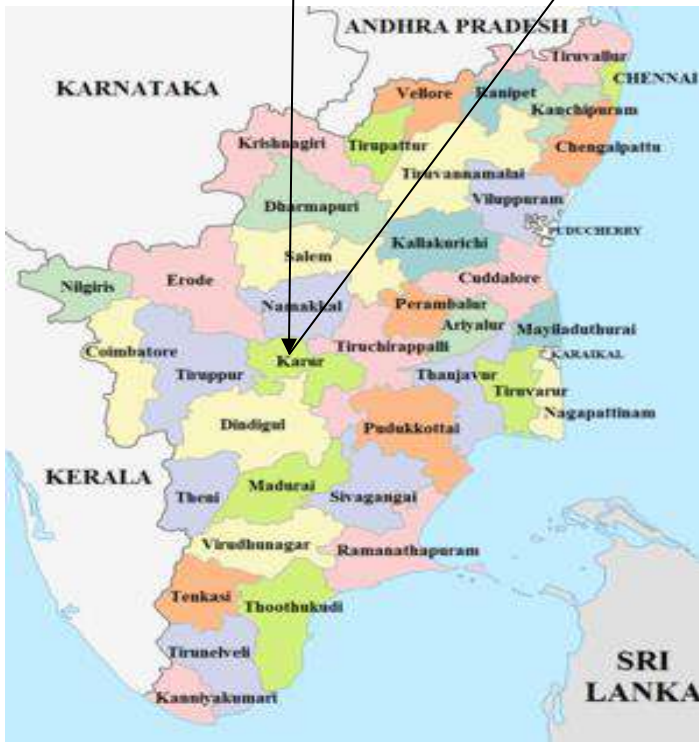 ANDHRA PRADESH
Tiruvallur
KARNATAKA
CHENNAI
Vellore
Ranipet
Kanchipuram
Krishnagiri
Tirupattur
Chengalpattu
Tiruvannamalai
Viluppuram
Dharmapuri
PUDUCHERRY
Kallakurichi
Salem
Nilgiris
Erode
Cuddalore
Namakkal
Perambalur
Ariyalur
Mayiladuthurai
Coimbatore
Karur
Tiruchirappalli
KARAIKAL
Tiruppur
Thanjavur
Tiruvarur
Nagapattinam
Dindigul
Pudukkottai
KERALA
Theni
Madurai
Sivagangai
Virudhunagar
Ramanathapuram
Tenkasi
Thoothukudi
Tirunelveli
SRI
LANKA
Kanniyakumari